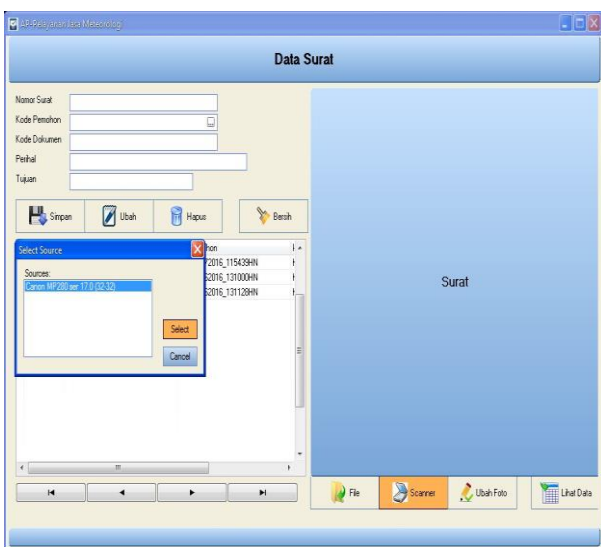 AP-Pelayanan Jasa Meteorologi
Data Surat
Nomor Surat
Kode Pemohon
Kode Dokumen
Perihal
Tujuan
Simpan
Ubah
Hapus
Bersih
Select Source
Sources:
Canon MP280 ser 17.0 (32-32)
Select
Cancel
hon
2016_115439HN
2016_131000HN
2016_131128HN
Surat
File
Scanner
Ubah Foto
Lihat Data